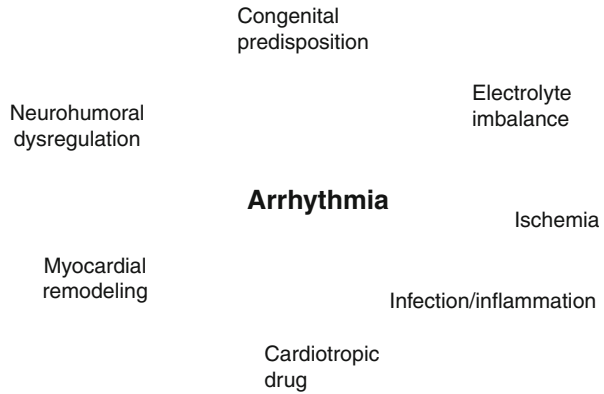 Congenital
predisposition
Electrolyte
imbalance
Neurohumoral
dysregulation
Arrhythmia
Ischemia
Myocardial
remodeling
Infection/inflammation
Cardiotropic
drug